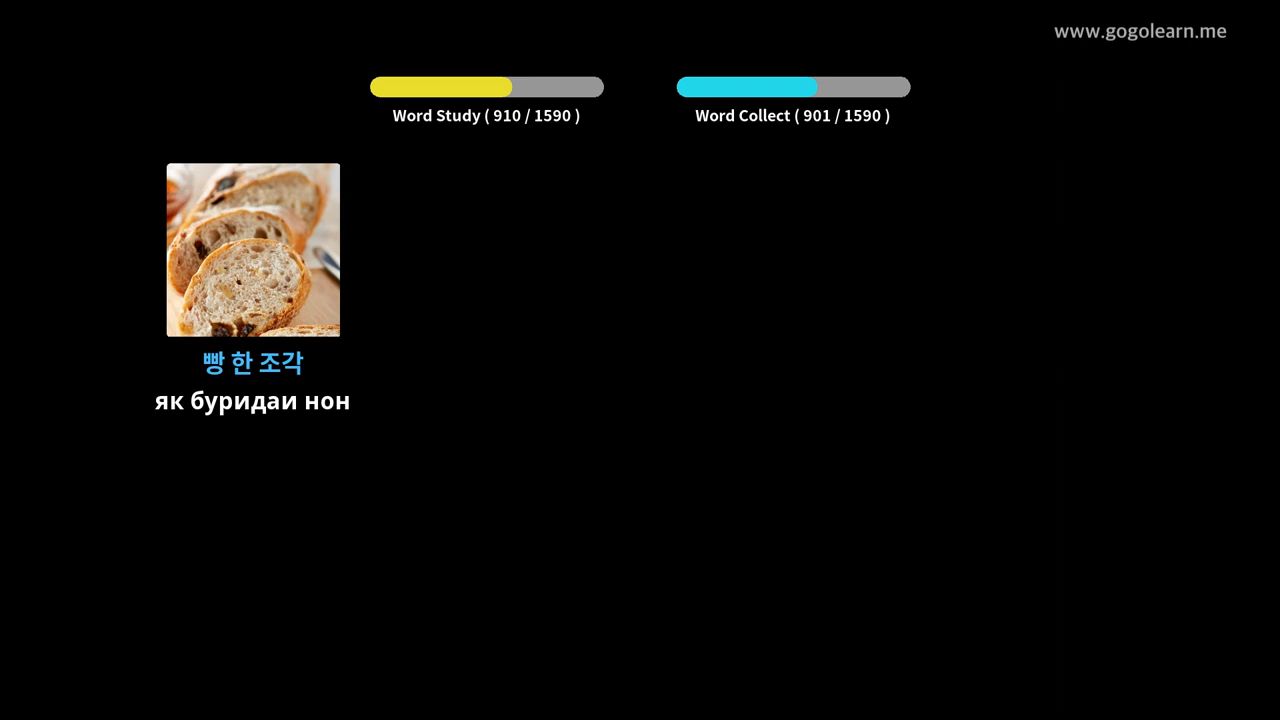 www.gogolearn.me
Word Study ( 910 / 1590 )
Word Collect ( 901 / 1590 )
빵 한 조각
як буридаи нон